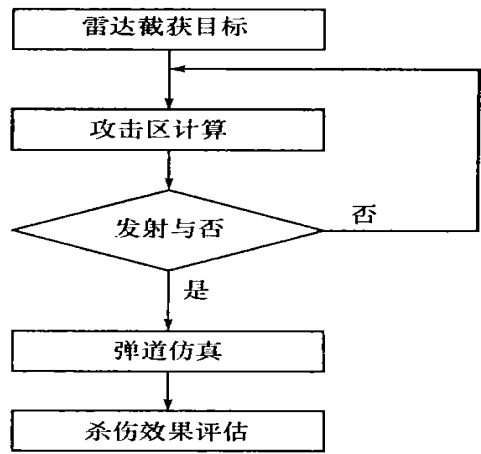 雷达截获目标
攻击区计算
发射与否
否
是
弹道仿真
杀伤效果评估